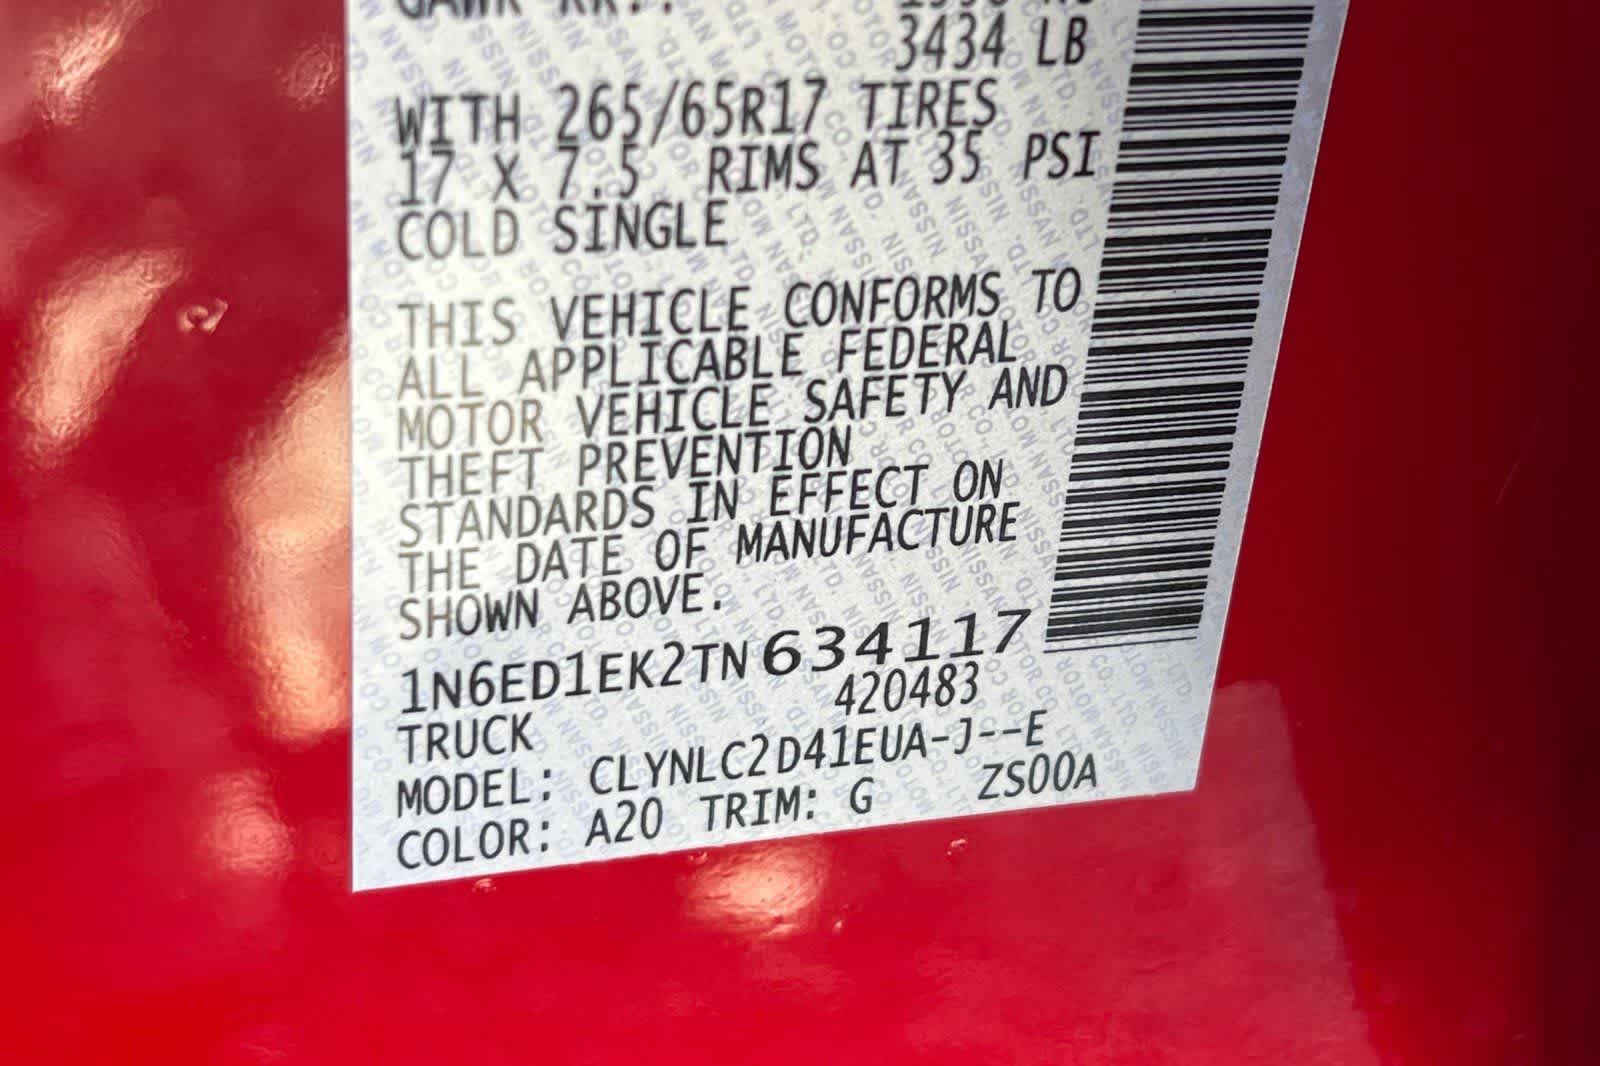 GAWR RR.:
3434 LB
WITH 265/65R17 TIRES
17 X 7.5 RIMS AT 35 PSI
COLD SINGLE
THIS VEHICLE CONFORMS TO
ALL APPLICABLE FEDERAL
MOTOR VEHICLE SAFETY AND
THEFT PREVENTION
STANDARDS IN EFFECT ON
THE DATE OF MANUFACTURE
SHOWN ABOVE.
1N6ED1EK2TN634117
TRUCK 420483
MODEL: CLYNLC2D41EUA-J--E
COLOR: A20 TRIM: G ZS00A